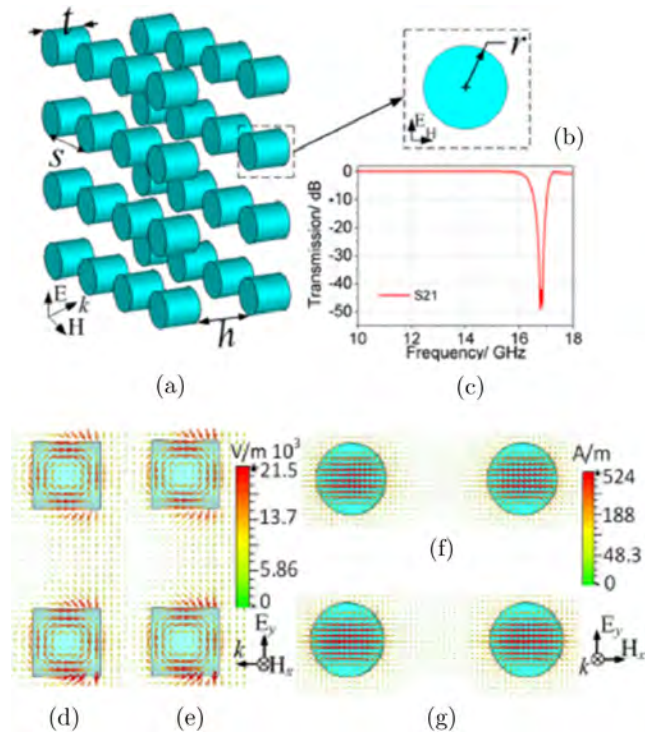 t
s
h
E
k
H
(a)
r
E
H
(b)
0
-10
-20
-30
-40
-50
Transmission/ dB
S21
10 12 14 16 18
Frequency/ GHz
(c)
V/m 10³
21.5
13.7
5.86
0
k
E_y
H_x
(d)
(e)
A/m
524
188
48.3
0
(f)
E_y
k
H_x
(g)